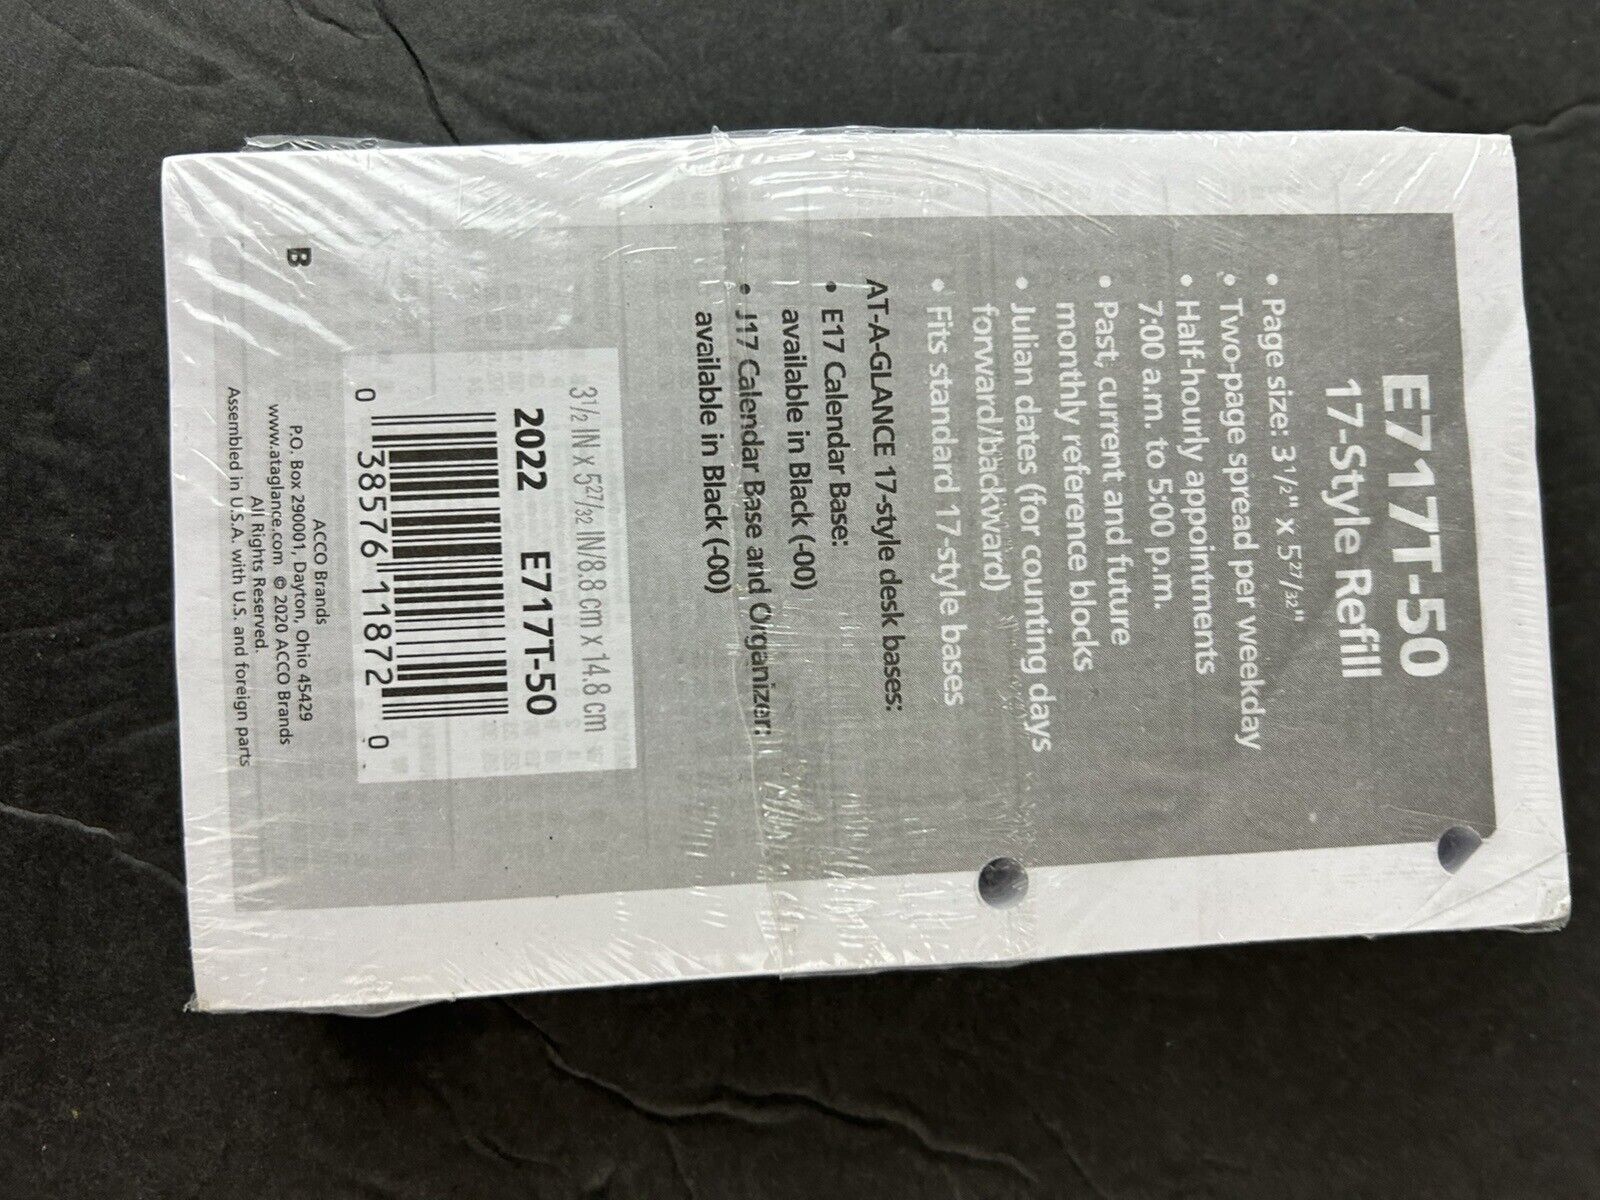 E717T-50
17-Style Refill
• Page size: 3 1/2" x 5 27/32"
• Two-page spread per weekday
• Half-hourly appointments
7:00 a.m. to 5:00 p.m.
• Past, current and future
monthly reference blocks
• Julian dates (for counting days
forward/backward)
• Fits standard 17-style bases
AT-A-GLANCE 17-style desk bases:
• E17 Calendar Base:
available in Black (-00)
• J17 Calendar Base and Organizer:
available in Black (-00)
3 1/2 IN x 5 27/32 IN/8.8 cm x 14.8 cm
2022 E717T-50
0 38576 11872 0
B
ACCO Brands
P.O. Box 290001, Dayton, Ohio 45429
www.ataglance.com © 2020 ACCO Brands
All Rights Reserved.
Assembled in U.S.A. with U.S. and foreign parts